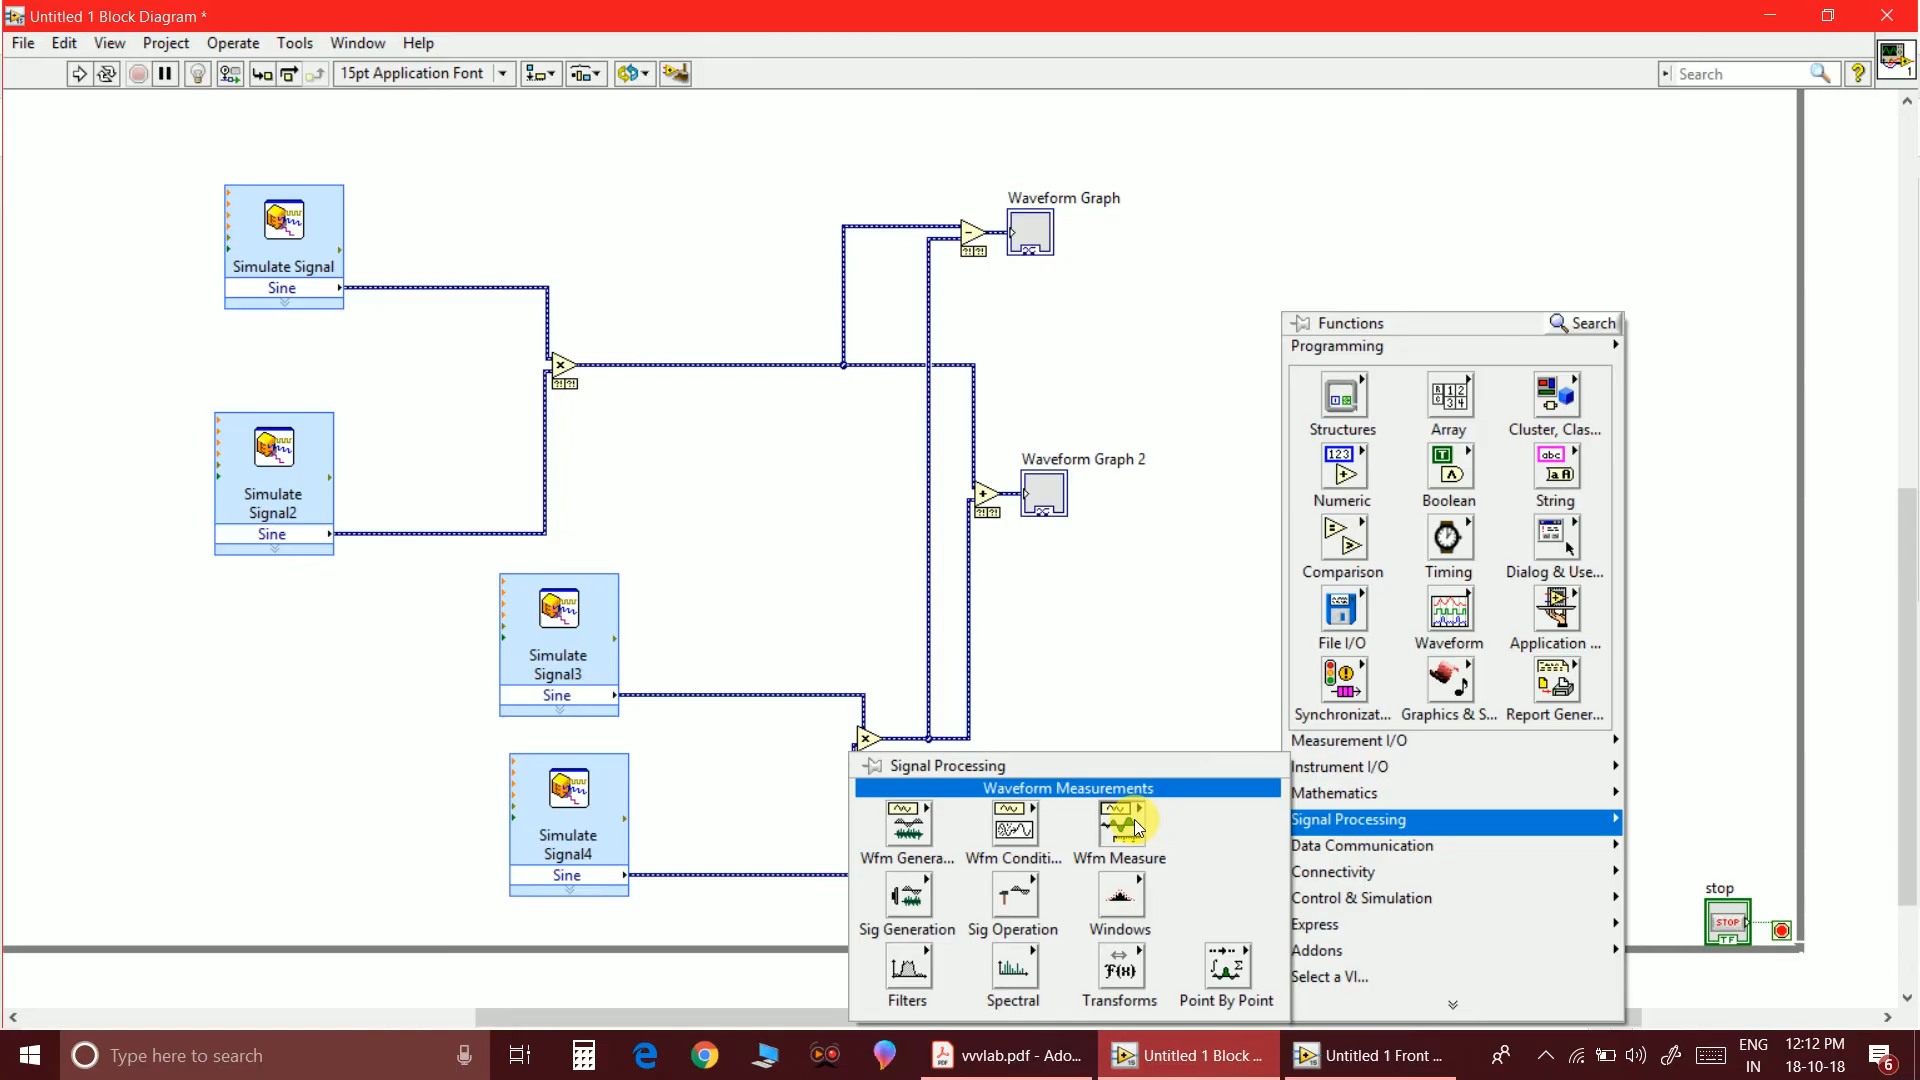 Untitled 1 Block Diagram *
File Edit View Project Operate Tools Window Help
15pt Application Font
Search
?
1
Waveform Graph
Simulate Signal
Sine
Waveform Graph 2
Simulate
Signal2
Sine
Simulate
Signal3
Sine
Simulate
Signal4
Sine
Functions
Search
Programming
Structures Array Cluster, Clas...
Numeric Boolean String
Comparison Timing Dialog & Use...
File I/O Waveform Application ...
Synchronizat... Graphics & S... Report Gener...
Measurement I/O
Instrument I/O
Mathematics
Signal Processing
Data Communication
Connectivity
Control & Simulation
Express
Addons
Select a VI...
Signal Processing
Waveform Measurements
Wfm Genera... Wfm Conditi... Wfm Measure
Sig Generation Sig Operation Windows
Filters Spectral Transforms Point By Point
stop
STOP
TF
Type here to search
vvvlab.pdf - Ado...
Untitled 1 Block ...
Untitled 1 Front ...
ENG
IN
12:12 PM
18-10-18
6